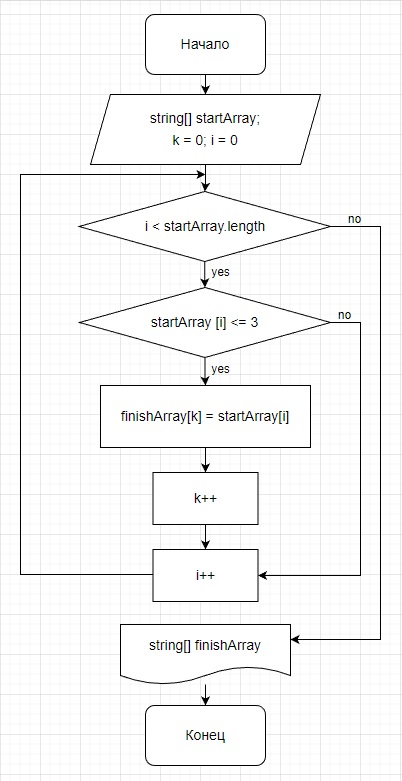 Начало
string[] startArray;
k = 0; i = 0
i < startArray.length
no
yes
startArray [i] <= 3
no
yes
finishArray[k] = startArray[i]
k++
i++
string[] finishArray
Конец